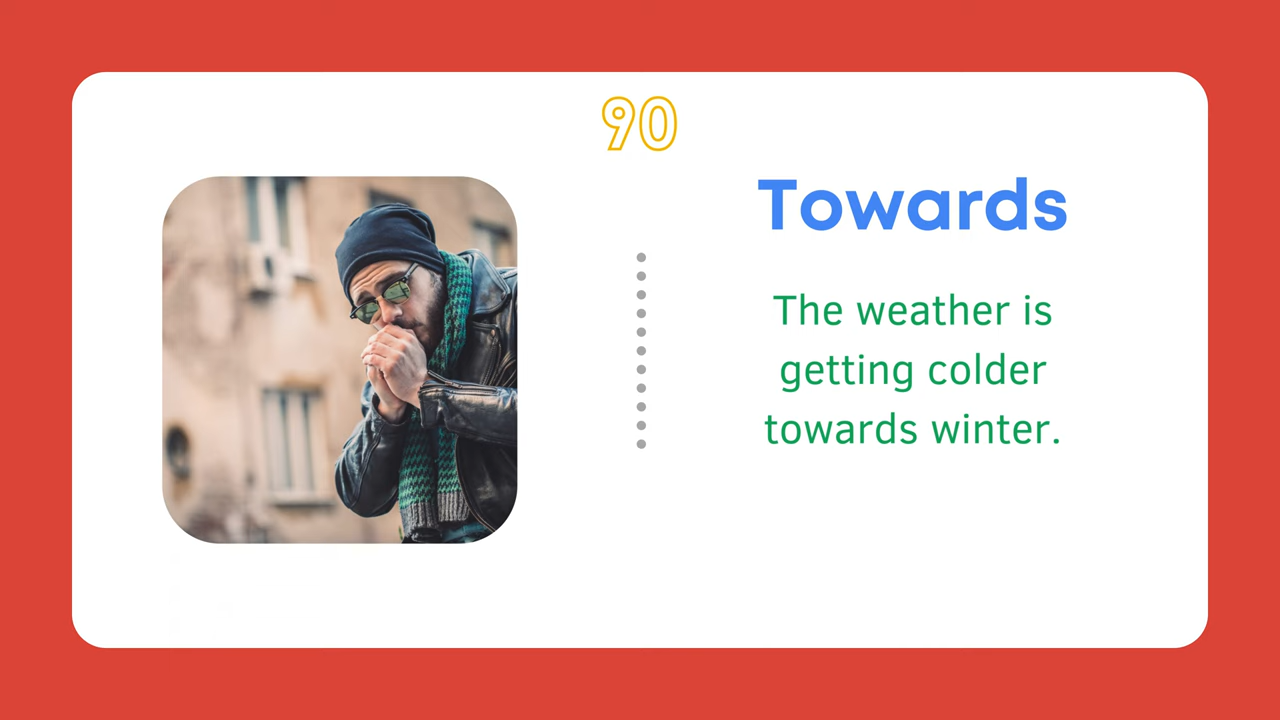 90
Towards
The weather is
getting colder
towards winter.